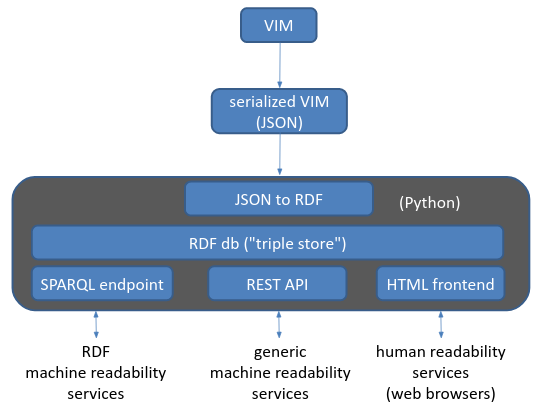 VIM
serialized VIM
(JSON)
JSON to RDF
(Python)
RDF db ("triple store")
SPARQL endpoint
REST API
HTML frontend
RDF
machine readability
services
generic
machine readability
services
human readability
services
(web browsers)